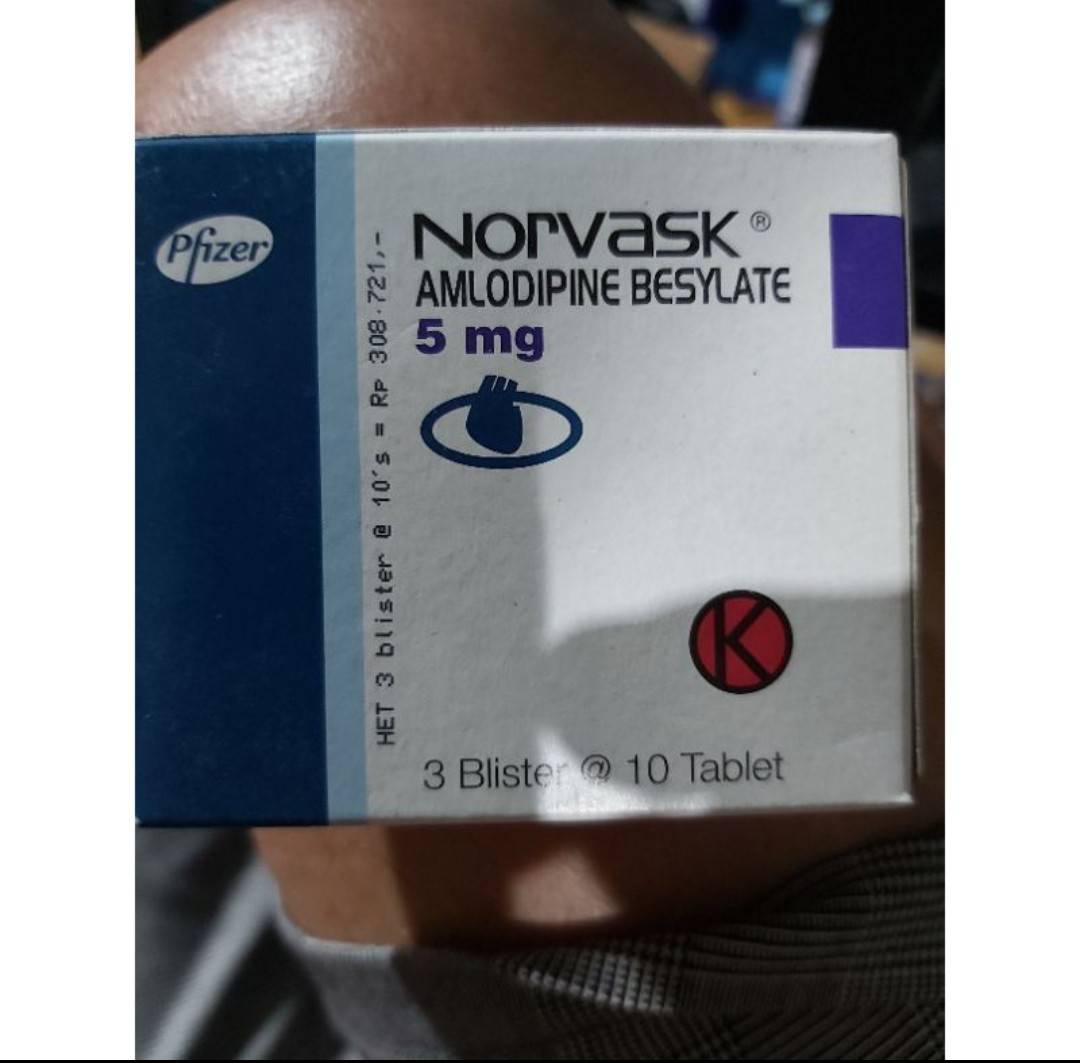 Pfizer
HET 3 blister @ 10's = Rp 308.721,-
Norvask ®
AMLODIPINE BESYLATE
5 mg
K
3 Blister @ 10 Tablet